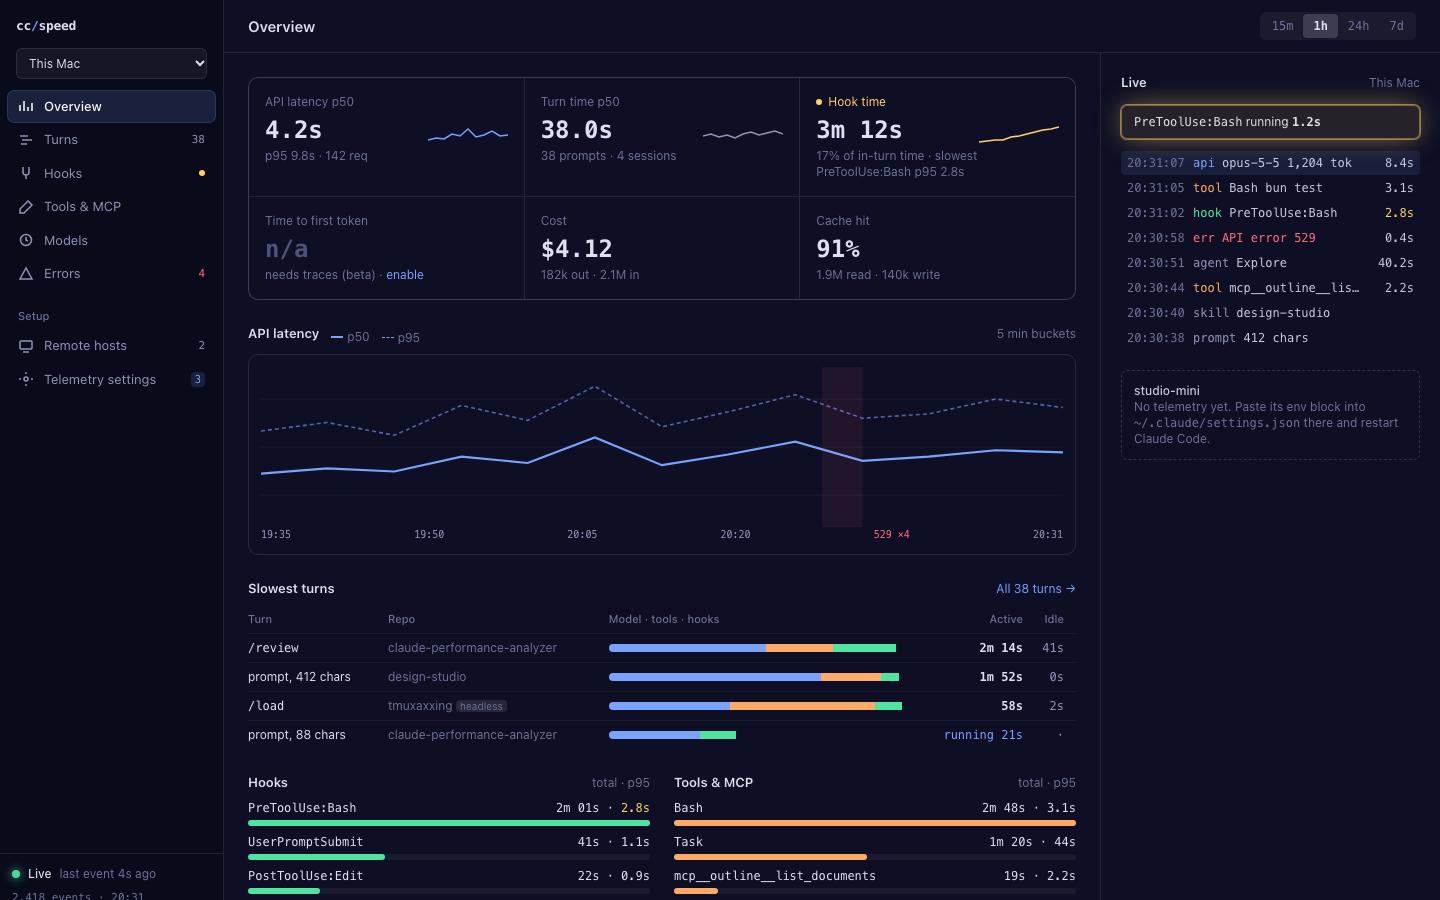 cc/speed
This Mac
Overview
Turns 38
Hooks
Tools & MCP
Models
Errors 4
Setup
Remote hosts 2
Telemetry settings 3
Live last event 4s ago
2,418 events · 20:31
Overview
15m 1h 24h 7d
API latency p50
4.2s
p95 9.8s · 142 req
Turn time p50
38.0s
38 prompts · 4 sessions
Hook time
3m 12s
17% of in-turn time · slowest
PreToolUse:Bash p95 2.8s
Time to first token
n/a
needs traces (beta) · enable
Cost
$4.12
182k out · 2.1M in
Cache hit
91%
1.9M read · 140k write
API latency p50 p95 5 min buckets
19:35 19:50 20:05 20:20 529 ×4 20:31
Slowest turns All 38 turns →
Turn Repo Model · tools · hooks Active Idle
/review claude-performance-analyzer 2m 14s 41s
prompt, 412 chars design-studio 1m 52s 0s
/load tmuxaxxing headless 58s 2s
prompt, 88 chars claude-performance-analyzer running 21s ·
Hooks total · p95
PreToolUse:Bash 2m 01s · 2.8s
UserPromptSubmit 41s · 1.1s
PostToolUse:Edit 22s · 0.9s
Tools & MCP total · p95
Bash 2m 48s · 3.1s
Task 1m 20s · 44s
mcp__outline__list_documents 19s · 2.2s
Live This Mac
PreToolUse:Bash running 1.2s
20:31:07 api opus-5-5 1,204 tok 8.4s
20:31:05 tool Bash bun test 3.1s
20:31:02 hook PreToolUse:Bash 2.8s
20:30:58 err API error 529 0.4s
20:30:51 agent Explore 40.2s
20:30:44 tool mcp__outline__lis… 2.2s
20:30:40 skill design-studio
20:30:38 prompt 412 chars
studio-mini
No telemetry yet. Paste its env block into
~/.claude/settings.json there and restart
Claude Code.